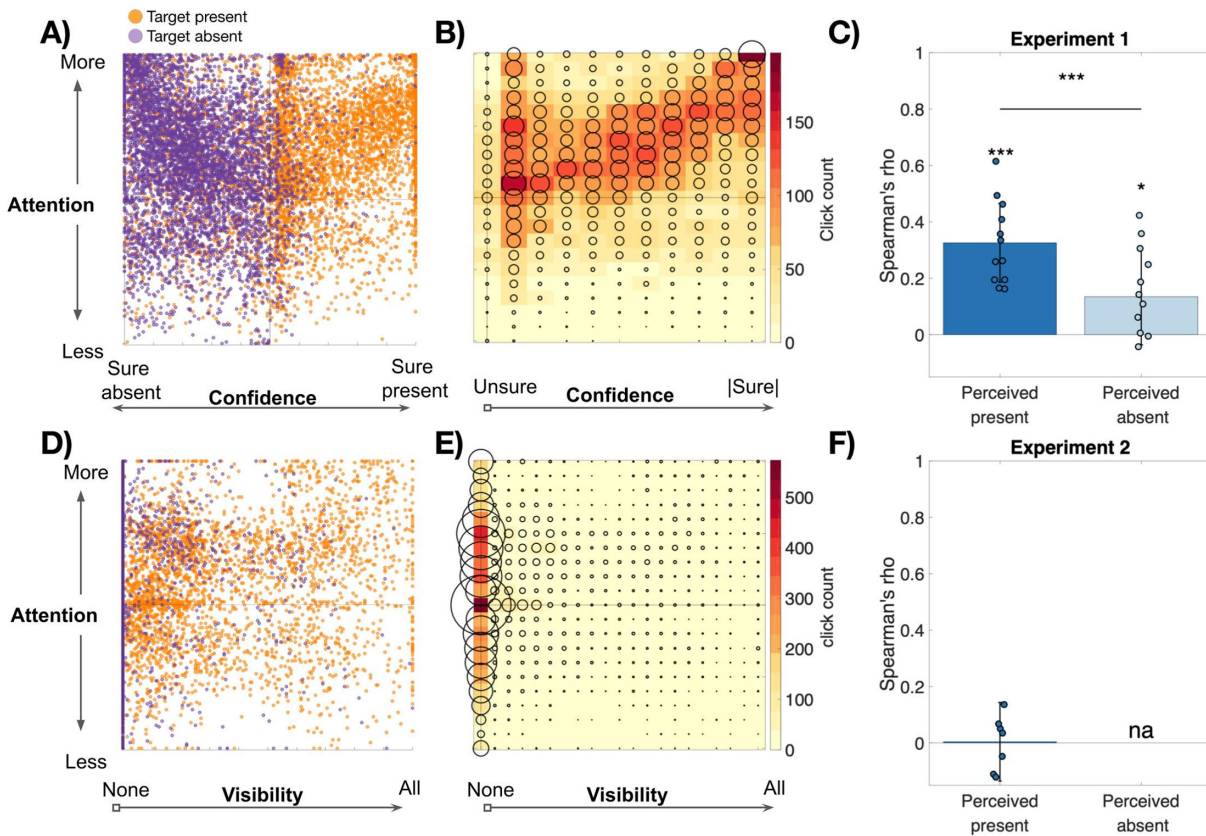 Target present
Target absent
A)
More
Attention
Less
Sure absent
Confidence
Sure present
B)
150
100
50
0
Click count
Unsure
Confidence
|Sure|
C)
Experiment 1
1
0.8
0.6
0.4
0.2
0
Spearman's rho
***
***
*
Perceived present
Perceived absent
D)
More
Attention
Less
None
Visibility
All
E)
500
400
300
200
100
0
click count
None
Visibility
All
F)
Experiment 2
1
0.8
0.6
0.4
0.2
0
Spearman's rho
na
Perceived present
Perceived absent